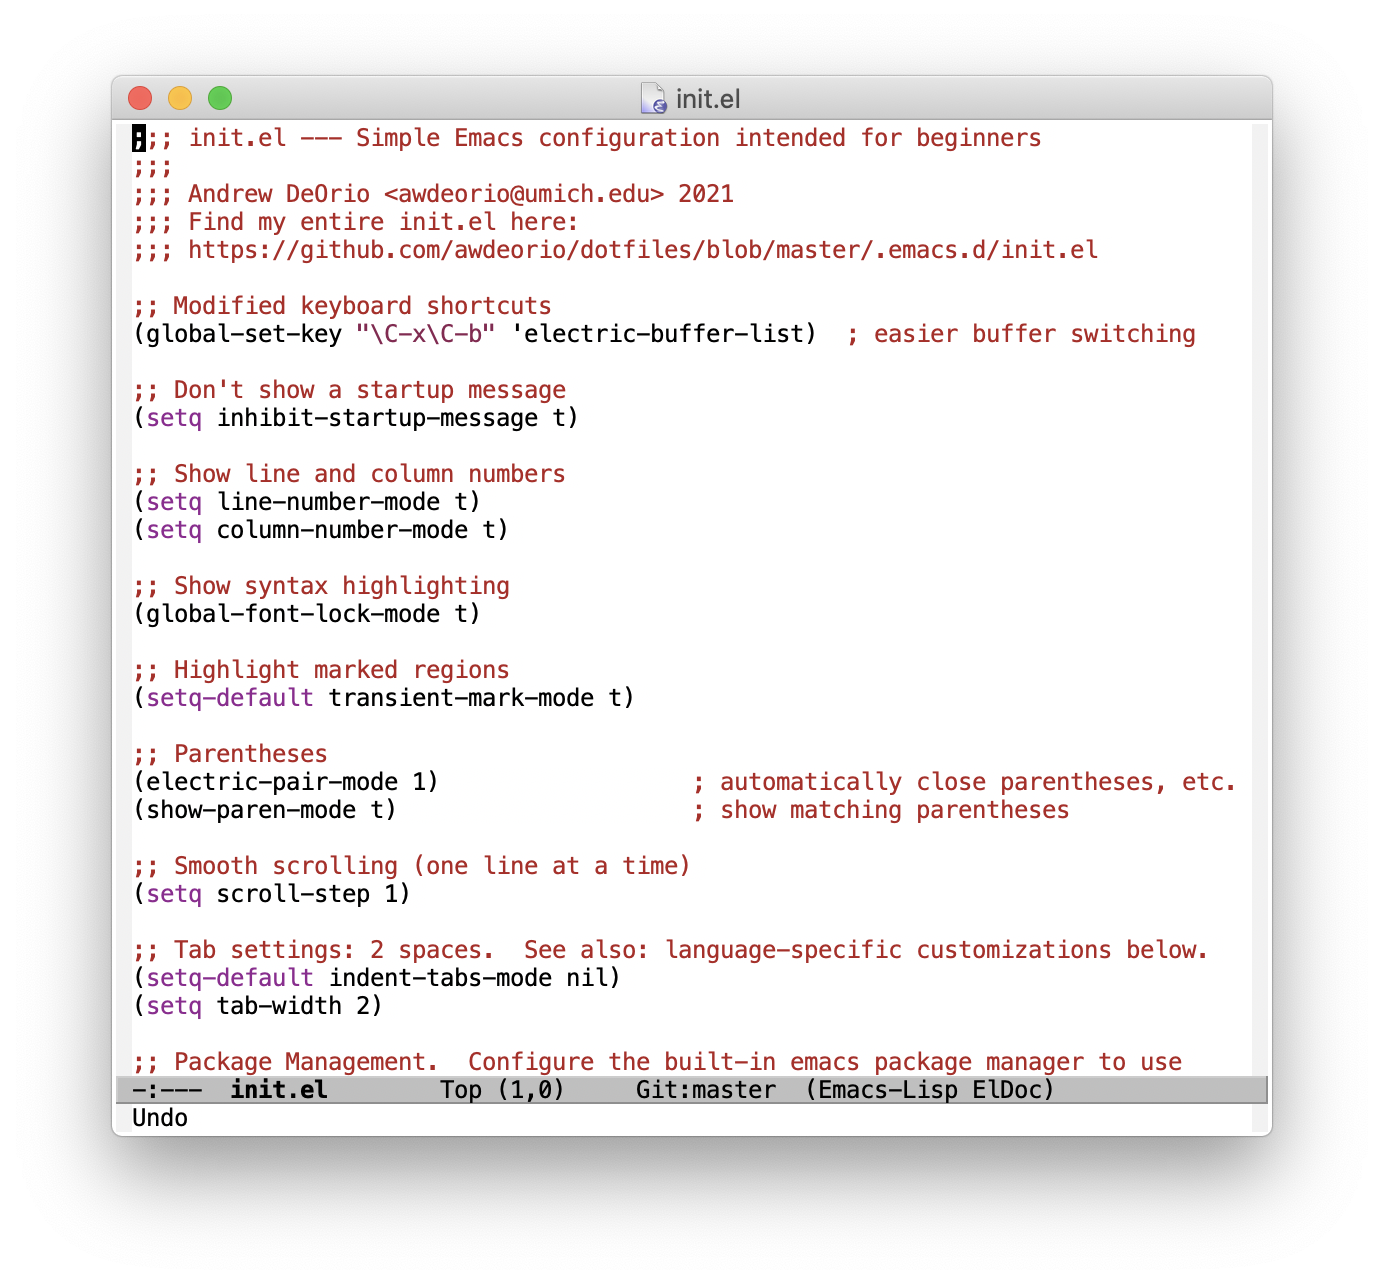 init.el
;;; init.el --- Simple Emacs configuration intended for beginners
;;;
;;; Andrew DeOrio <awdeorio@umich.edu> 2021
;;; Find my entire init.el here:
;;; https://github.com/awdeorio/dotfiles/blob/master/.emacs.d/init.el
;; Modified keyboard shortcuts
(global-set-key "\C-x\C-b" 'electric-buffer-list)  ; easier buffer switching
;; Don't show a startup message
(setq inhibit-startup-message t)
;; Show line and column numbers
(setq line-number-mode t)
(setq column-number-mode t)
;; Show syntax highlighting
(global-font-lock-mode t)
;; Highlight marked regions
(setq-default transient-mark-mode t)
;; Parentheses
(electric-pair-mode 1)                  ; automatically close parentheses, etc.
(show-paren-mode t)                     ; show matching parentheses
;; Smooth scrolling (one line at a time)
(setq scroll-step 1)
;; Tab settings: 2 spaces.  See also: language-specific customizations below.
(setq-default indent-tabs-mode nil)
(setq tab-width 2)
;; Package Management.  Configure the built-in emacs package manager to use
-:---  init.el        Top (1,0)     Git:master  (Emacs-Lisp ElDoc)
Undo